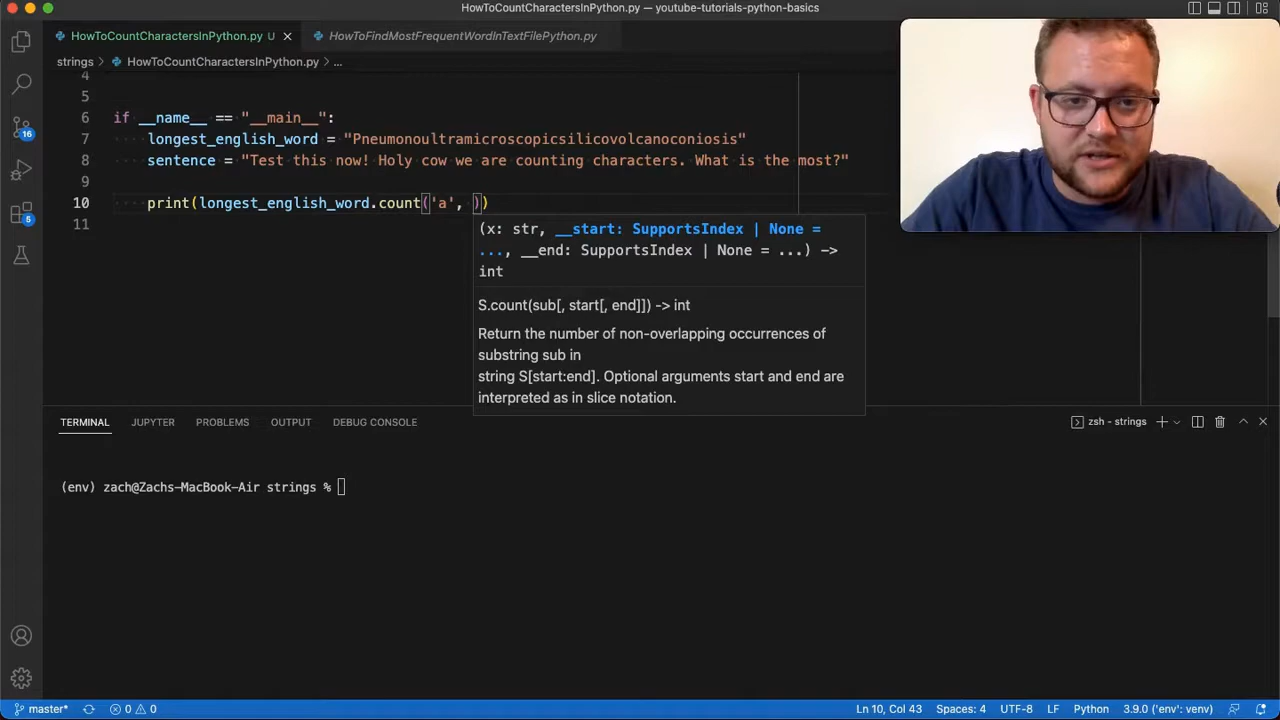 HowToCountCharactersInPython.py — youtube-tutorials-python-basics
HowToCountCharactersInPython.py U
HowToFindMostFrequentWordInTextFilePython.py
strings > HowToCountCharactersInPython.py > ...
4
5
6 if __name__ == "__main__":
7 longest_english_word = "Pneumonoultramicroscopicsilicovolcanoconiosis"
8 sentence = "Test this now! Holy cow we are counting characters. What is the most?"
9
10 print(longest_english_word.count('a', ))
11
(x: str, __start: SupportsIndex | None =
..., __end: SupportsIndex | None = ...) ->
int
S.count(sub[, start[, end]]) -> int
Return the number of non-overlapping occurrences of
substring sub in
string S[start:end]. Optional arguments start and end are
interpreted as in slice notation.
16
5
TERMINAL JUPYTER PROBLEMS OUTPUT DEBUG CONSOLE
zsh - strings
(env) zach@Zachs-MacBook-Air strings %
master* 0 0 Ln 10, Col 43 Spaces: 4 UTF-8 LF Python 3.9.0 ('env': venv)